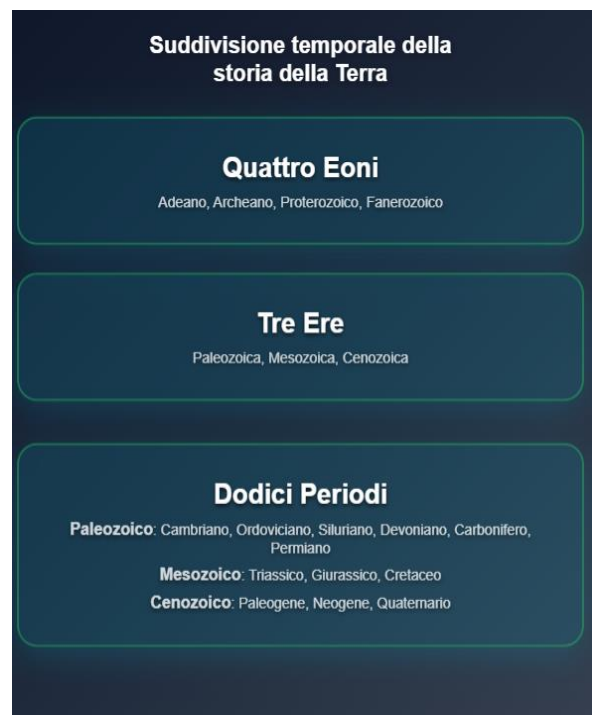 Suddivisione temporale della
storia della Terra
Quattro Eoni
Adeano, Archeano, Proterozoico, Fanerozoico
Tre Ere
Paleozoica, Mesozoica, Cenozoica
Dodici Periodi
Paleozoico: Cambriano, Ordoviciano, Siluriano, Devoniano, Carbonifero,
Permiano
Mesozoico: Triassico, Giurassico, Cretaceo
Cenozoico: Paleogene, Neogene, Quaternario